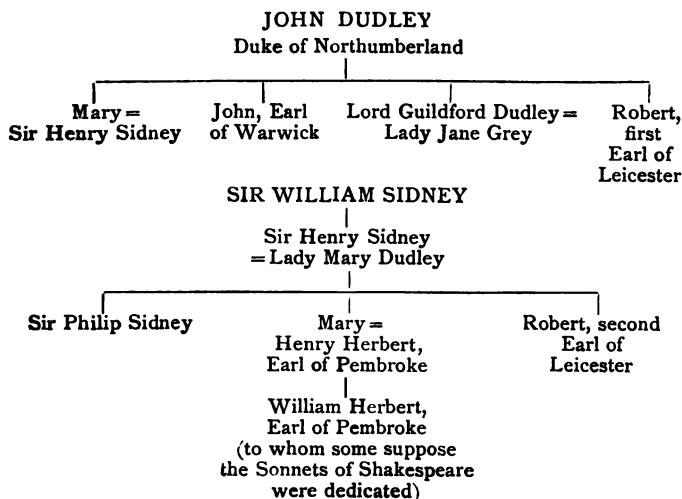 JOHN DUDLEY
Duke of Northumberland
Mary =
Sir Henry Sidney
John, Earl
of Warwick
Lord Guildford Dudley =
Lady Jane Grey
Robert,
first
Earl of
Leicester
SIR WILLIAM SIDNEY
Sir Henry Sidney
= Lady Mary Dudley
Sir Philip Sidney
Mary =
Henry Herbert,
Earl of Pembroke
Robert, second
Earl of
Leicester
William Herbert,
Earl of Pembroke
(to whom some suppose
the Sonnets of Shakespeare
were dedicated)